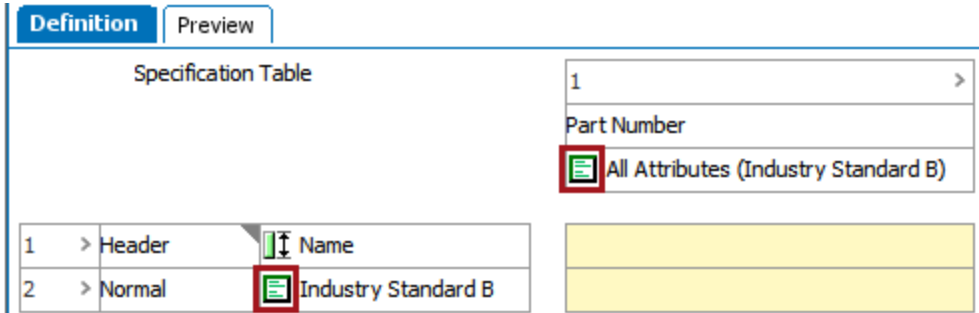 Definition Preview
Specification Table
1 >
Part Number
All Attributes (Industry Standard B)
1 > Header Name
2 > Normal Industry Standard B